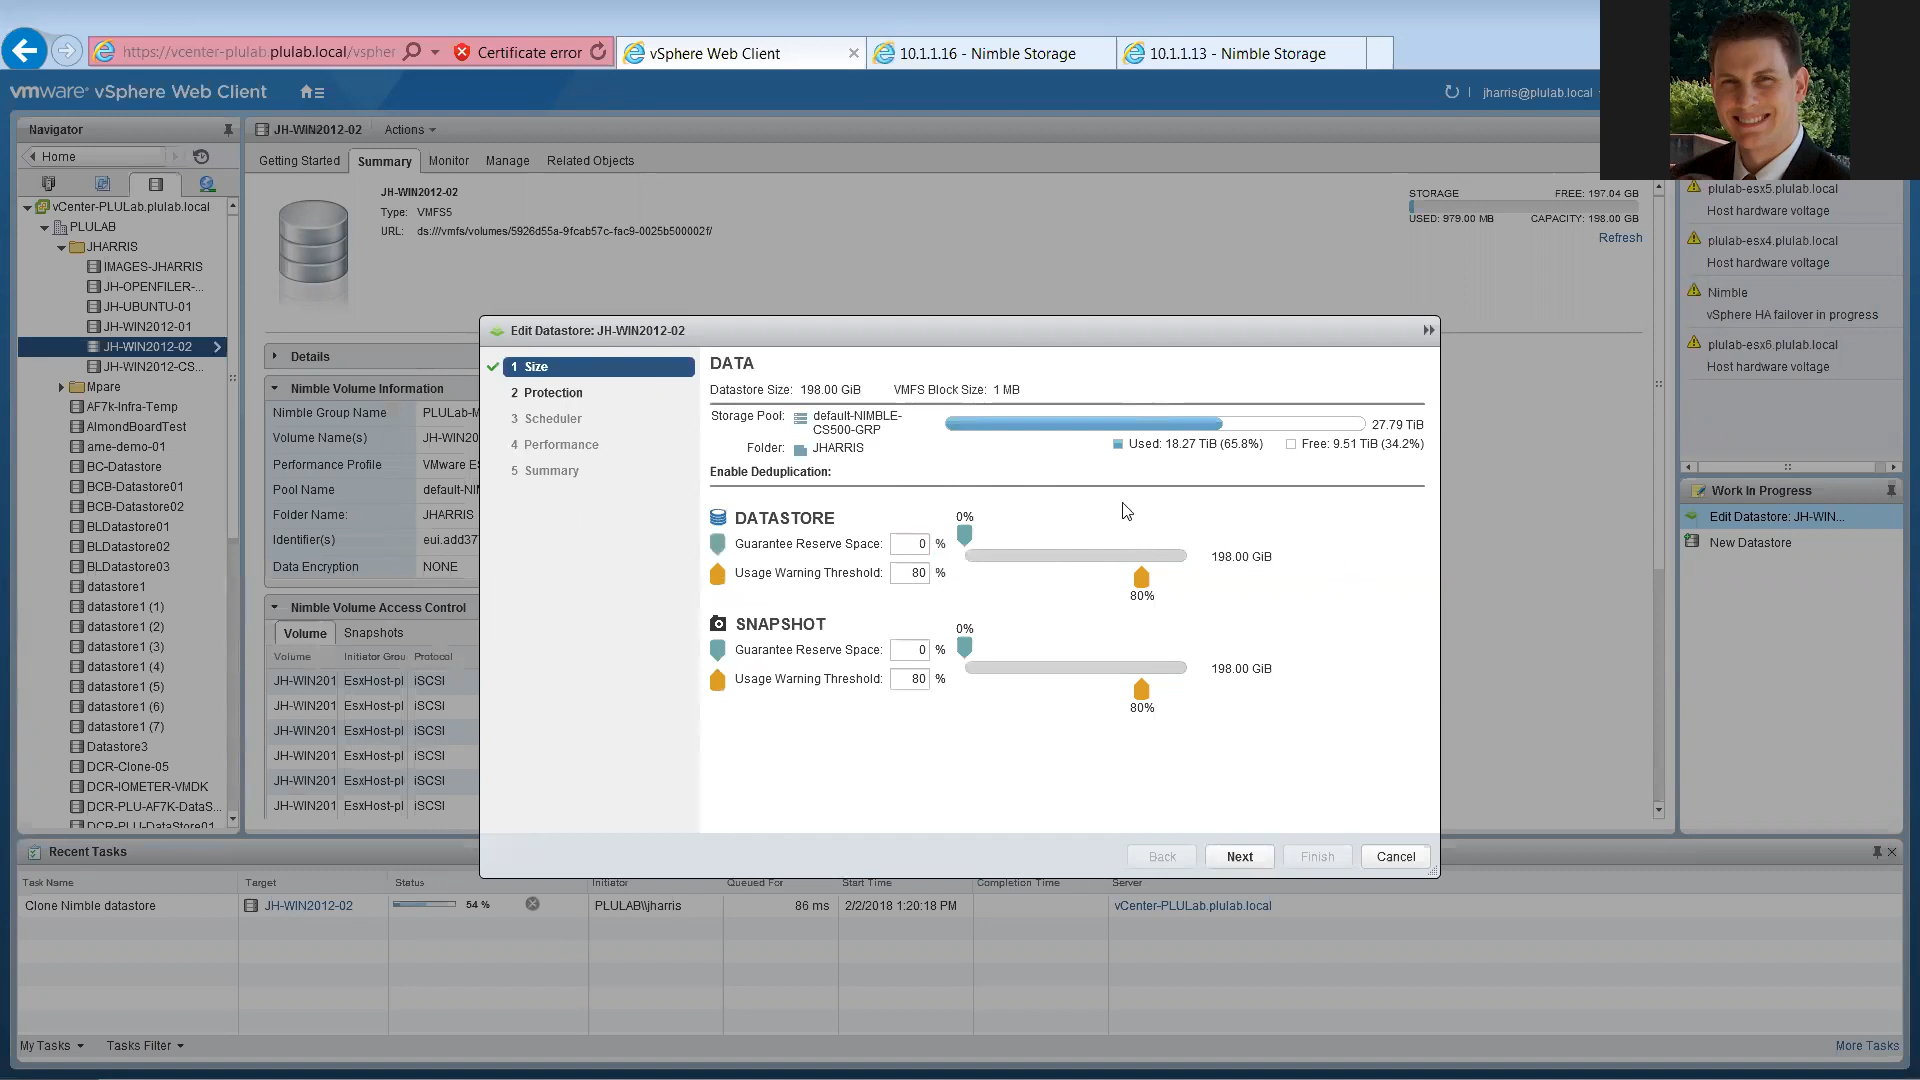 https://vcenter-plulab.plulab.local/vspher
Certificate error
vSphere Web Client
10.1.1.16 - Nimble Storage
10.1.1.13 - Nimble Storage
vmware® vSphere Web Client
jharris@plulab.local
Navigator
Home
vCenter-PLULab.plulab.local
PLULAB
JHARRIS
IMAGES-JHARRIS
JH-OPENFILER-...
JH-UBUNTU-01
JH-WIN2012-01
JH-WIN2012-02
JH-WIN2012-CS...
Mpare
AF7k-Infra-Temp
AlmondBoardTest
ame-demo-01
BC-Datastore
BCB-Datastore01
BCB-Datastore02
BLDatastore01
BLDatastore02
BLDatastore03
datastore1
datastore1 (1)
datastore1 (2)
datastore1 (3)
datastore1 (4)
datastore1 (5)
datastore1 (6)
datastore1 (7)
Datastore3
DCR-Clone-05
DCR-IOMETER-VMDK
DCR-PLU-AF7K-DataS...
DCR-PLU-DataStore01
JH-WIN2012-02 Actions
Getting Started Summary Monitor Manage Related Objects
JH-WIN2012-02
Type: VMFS5
URL: ds:///vmfs/volumes/5926d55a-9fcab57c-fac9-0025b500002f/
STORAGE FREE: 197.04 GB
USED: 979.00 MB CAPACITY: 198.00 GB
Refresh
Details
Nimble Volume Information
Nimble Group Name PLULab-M
Volume Name(s) JH-WIN20
Performance Profile VMware ES
Pool Name default-NI
Folder Name: JHARRIS
Identifier(s) eui.add37
Data Encryption NONE
Nimble Volume Access Control
Volume Snapshots
Volume Initiator Grou Protocol
JH-WIN201 EsxHost-pl iSCSI
JH-WIN201 EsxHost-pl iSCSI
JH-WIN201 EsxHost-pl iSCSI
JH-WIN201 EsxHost-pl iSCSI
JH-WIN201 EsxHost-pl iSCSI
JH-WIN201 EsxHost-pl iSCSI
Edit Datastore: JH-WIN2012-02
1 Size
2 Protection
3 Scheduler
4 Performance
5 Summary
DATA
Datastore Size: 198.00 GiB VMFS Block Size: 1 MB
Storage Pool: default-NIMBLE-
CS500-GRP
27.79 TiB
Used: 18.27 TiB (65.8%) Free: 9.51 TiB (34.2%)
Folder: JHARRIS
Enable Deduplication:
DATASTORE
0%
Guarantee Reserve Space: 0 %
198.00 GiB
Usage Warning Threshold: 80 %
80%
SNAPSHOT
0%
Guarantee Reserve Space: 0 %
198.00 GiB
Usage Warning Threshold: 80 %
80%
Back Next Finish Cancel
plulab-esx5.plulab.local
Host hardware voltage
plulab-esx4.plulab.local
Host hardware voltage
Nimble
vSphere HA failover in progress
plulab-esx6.plulab.local
Host hardware voltage
Work In Progress
Edit Datastore: JH-WIN...
New Datastore
Recent Tasks
Task Name Target Status Initiator Queued For Start Time Completion Time Server
Clone Nimble datastore JH-WIN2012-02 54 % PLULAB\\jharris 86 ms 2/2/2018 1:20:18 PM vCenter-PLULab.plulab.local
My Tasks Tasks Filter More Tasks